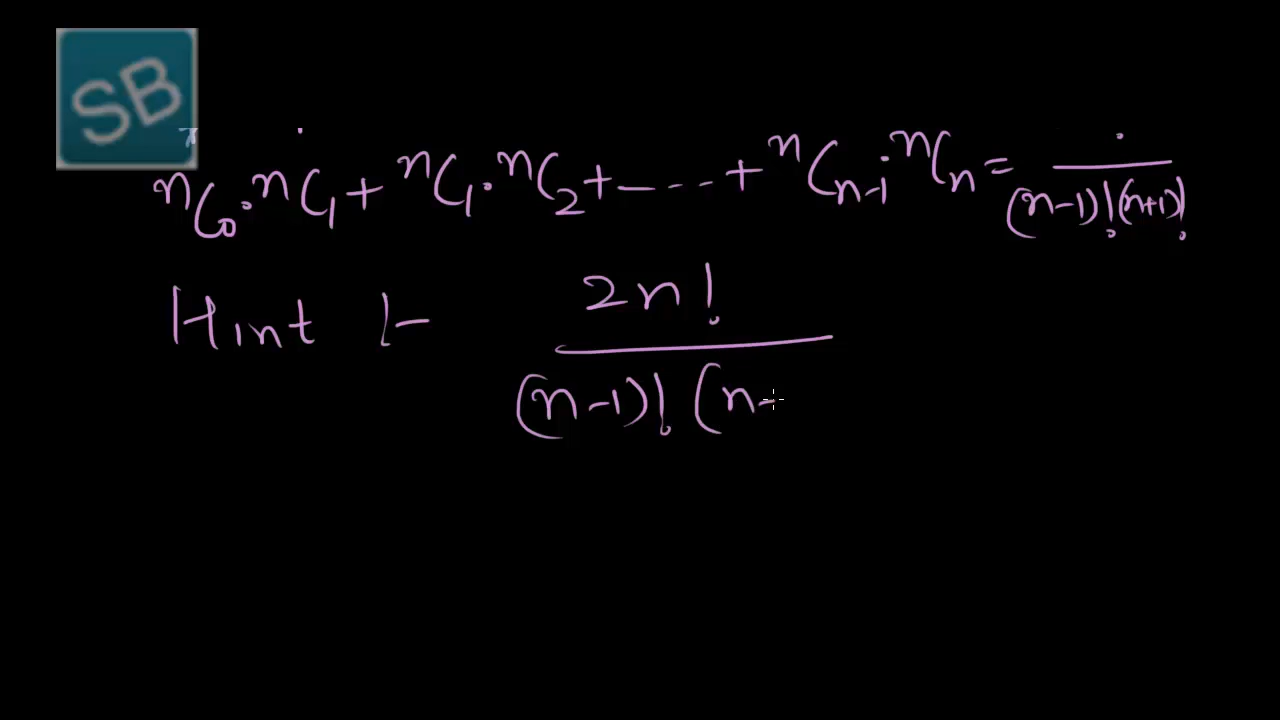 SB
ⁿC₀.ⁿC₁ + ⁿC₁.ⁿC₂ + ---- + ⁿCₙ₋₁ ⁿCₙ = /(n-1)!(n+1)!
Hint :- 2n!
(n-1)! (n-